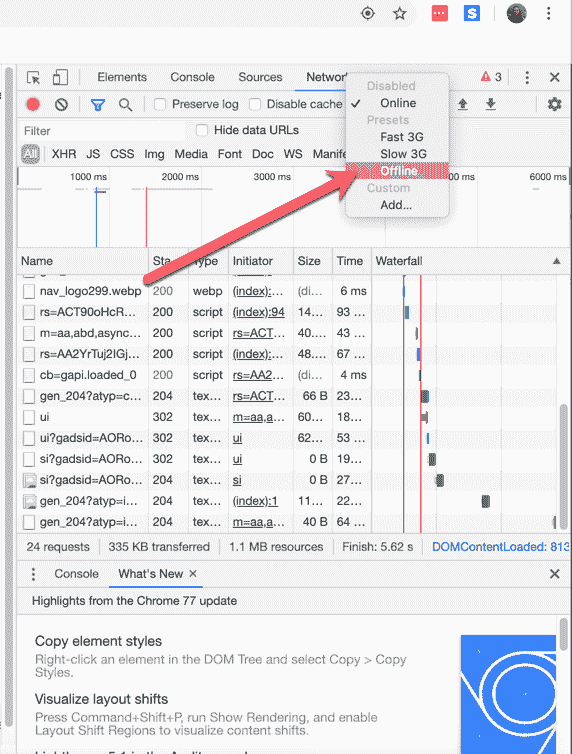 Elements Console Sources Network 3
Disabled
Online
Presets
Fast 3G
Slow 3G
Offline
Custom
Add...
Preserve log Disable cache
Filter Hide data URLs
All XHR JS CSS Img Media Font Doc WS Manife
1000 ms 2000 ms 3000 ms ms 6000 ms
Name Sta Type Initiator Size Time Waterfall
nav_logo299.webp 200 webp (index):... (di... 6 ms
rs=ACT90oHcR... 200 script (index):94 14... 93 ...
m=aa,abd,async... 200 script rs=ACT... 40.... 43 ...
rs=AA2YrTuj2IGj... 200 script (index):... 48.... 67 ...
cb=gapi.loaded_0 200 script rs=AA2... (di... 4 ms
gen_204?atyp=c... 204 tex... rs=ACT... 66 B 23...
ui 302 tex... m=aa,a... 60... 18...
ui?gadsid=AORo... 302 tex... ui 62... 53 ...
si?gadsid=AORo... 302 tex... ui 0 B 19...
si?gadsid=AORo... 204 tex... si 0 B 27...
gen_204?atyp=i... 204 tex... (index):1 11... 22...
gen_204?atyp=i... 204 tex... m=aa,a... 40 B 64 ...
24 requests 335 KB transferred 1.1 MB resources Finish: 5.62 s DOMContentLoaded: 813
Console What's New
Highlights from the Chrome 77 update
Copy element styles
Right-click an element in the DOM Tree and select Copy > Copy
Styles.
Visualize layout shifts
Press Command+Shift+P, run Show Rendering, and enable
Layout Shift Regions to visualize content shifts.